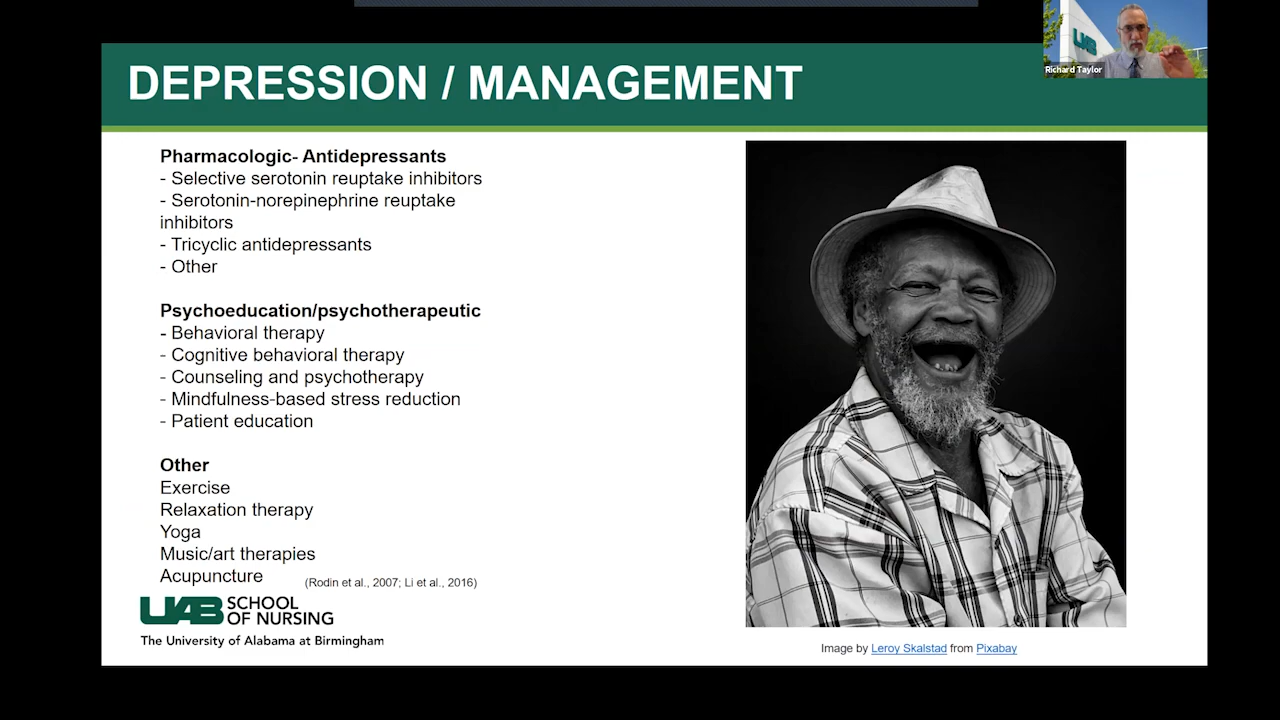 DEPRESSION / MANAGEMENT
UAB
Richard Taylor
Pharmacologic- Antidepressants
- Selective serotonin reuptake inhibitors
- Serotonin-norepinephrine reuptake
inhibitors
- Tricyclic antidepressants
- Other
Psychoeducation/psychotherapeutic
- Behavioral therapy
- Cognitive behavioral therapy
- Counseling and psychotherapy
- Mindfulness-based stress reduction
- Patient education
Other
Exercise
Relaxation therapy
Yoga
Music/art therapies
Acupuncture
(Rodin et al., 2007; Li et al., 2016)
UAB SCHOOL
OF NURSING
The University of Alabama at Birmingham
Image by Leroy Skalstad from Pixabay